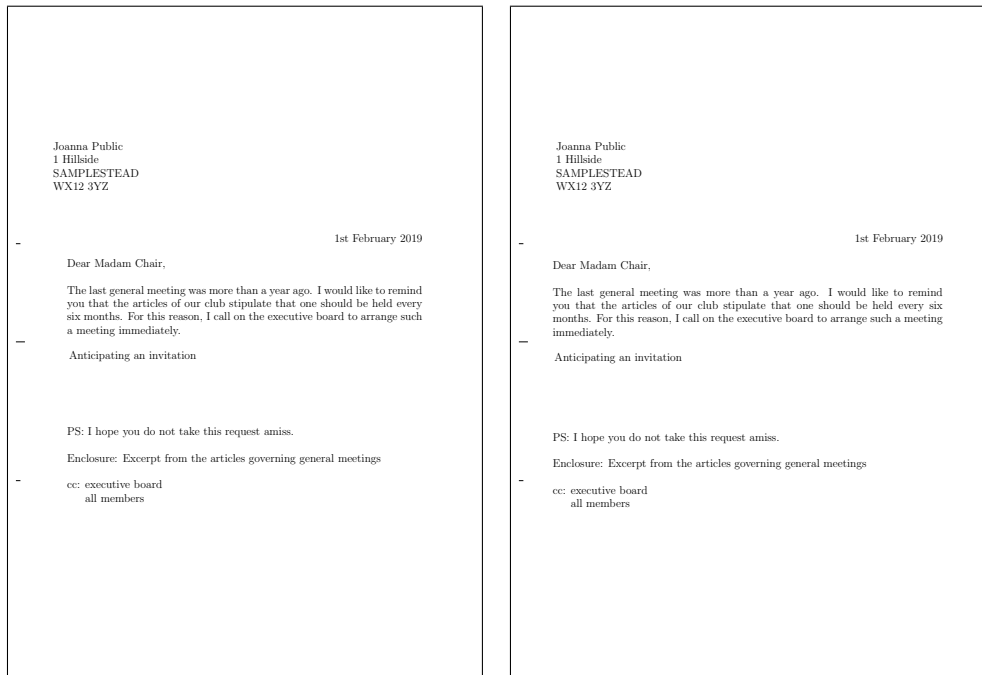 Joanna Public
1 Hillside
SAMPLESTEAD
WX12 3YZ
1st February 2019
Dear Madam Chair,
The last general meeting was more than a year ago. I would like to remind
you that the articles of our club stipulate that one should be held every
six months. For this reason, I call on the executive board to arrange such
a meeting immediately.
Anticipating an invitation
PS: I hope you do not take this request amiss.
Enclosure: Excerpt from the articles governing general meetings
cc: executive board
all members
Joanna Public
1 Hillside
SAMPLESTEAD
WX12 3YZ
1st February 2019
Dear Madam Chair,
The last general meeting was more than a year ago. I would like to remind
you that the articles of our club stipulate that one should be held every six
months. For this reason, I call on the executive board to arrange such a meeting
immediately.
Anticipating an invitation
PS: I hope you do not take this request amiss.
Enclosure: Excerpt from the articles governing general meetings
cc: executive board
all members